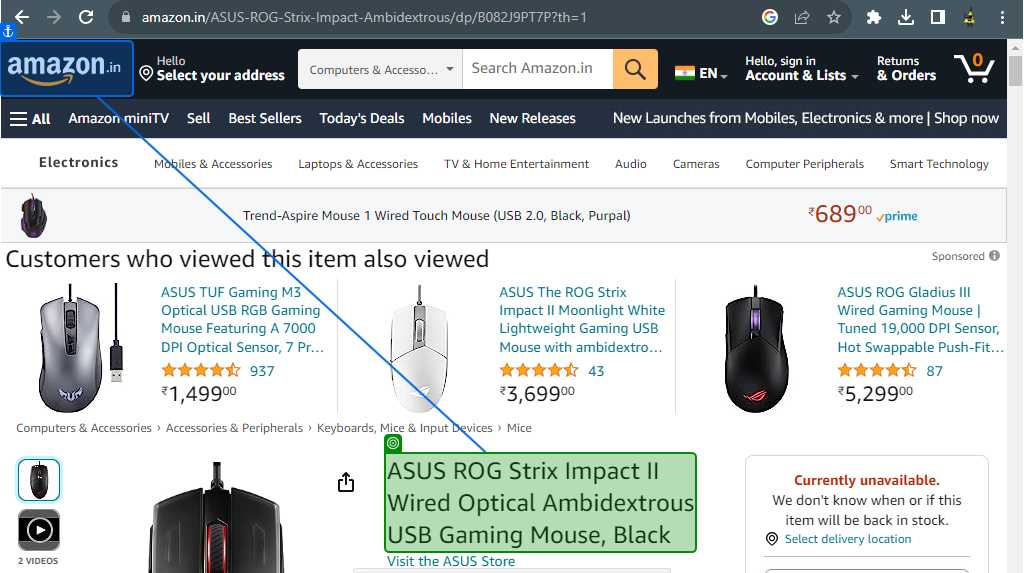 amazon.in/ASUS-ROG-Strix-Impact-Ambidextrous/dp/B082J9PT7P?th=1
amazon.in
Hello
Select your address
Computers & Accesso...
Search Amazon.in
EN
Hello, sign in
Account & Lists
Returns
& Orders
0
All
Amazon miniTV
Sell
Best Sellers
Today's Deals
Mobiles
New Releases
New Launches from Mobiles, Electronics & more | Shop now
Electronics
Mobiles & Accessories
Laptops & Accessories
TV & Home Entertainment
Audio
Cameras
Computer Peripherals
Smart Technology
Trend-Aspire Mouse 1 Wired Touch Mouse (USB 2.0, Black, Purpal)
₹68900
prime
Customers who viewed this item also viewed
Sponsored
ASUS TUF Gaming M3
Optical USB RGB Gaming
Mouse Featuring A 7000
DPI Optical Sensor, 7 Pr...
937
₹1,49900
ASUS The ROG Strix
Impact II Moonlight White
Lightweight Gaming USB
Mouse with ambidextro...
43
₹3,69900
ASUS ROG Gladius III
Wired Gaming Mouse |
Tuned 19,000 DPI Sensor,
Hot Swappable Push-Fit...
87
₹5,29900
Computers & Accessories › Accessories & Peripherals › Keyboards, Mice & Input Devices › Mice
2 VIDEOS
ASUS ROG Strix Impact II
Wired Optical Ambidextrous
USB Gaming Mouse, Black
Visit the ASUS Store
Currently unavailable.
We don't know when or if this
item will be back in stock.
Select delivery location